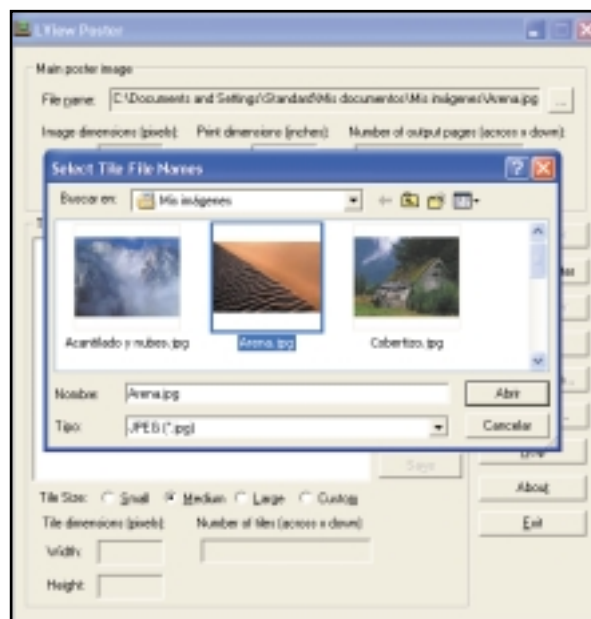 LView Poster
Main poster image
File name: C:\Documents and Settings\Standard\Mis documentos\Mis imágenes\Arena.jpg ...
Image dimensions (pixels): Print dimensions (inches): Number of output pages (across x down):
Select Tile File Names
Buscar en: Mis imágenes
Acantilado y nubes.jpg Arena.jpg Cobertizo.jpg
Nombre: Arena.jpg Abrir
Tipo: JPEG (*.jpg) Cancelar
Save
Tile Size: Small Medium Large Custom
About
Tile dimensions (pixels): Number of tiles (across x down):
Exit
Width:
Height: